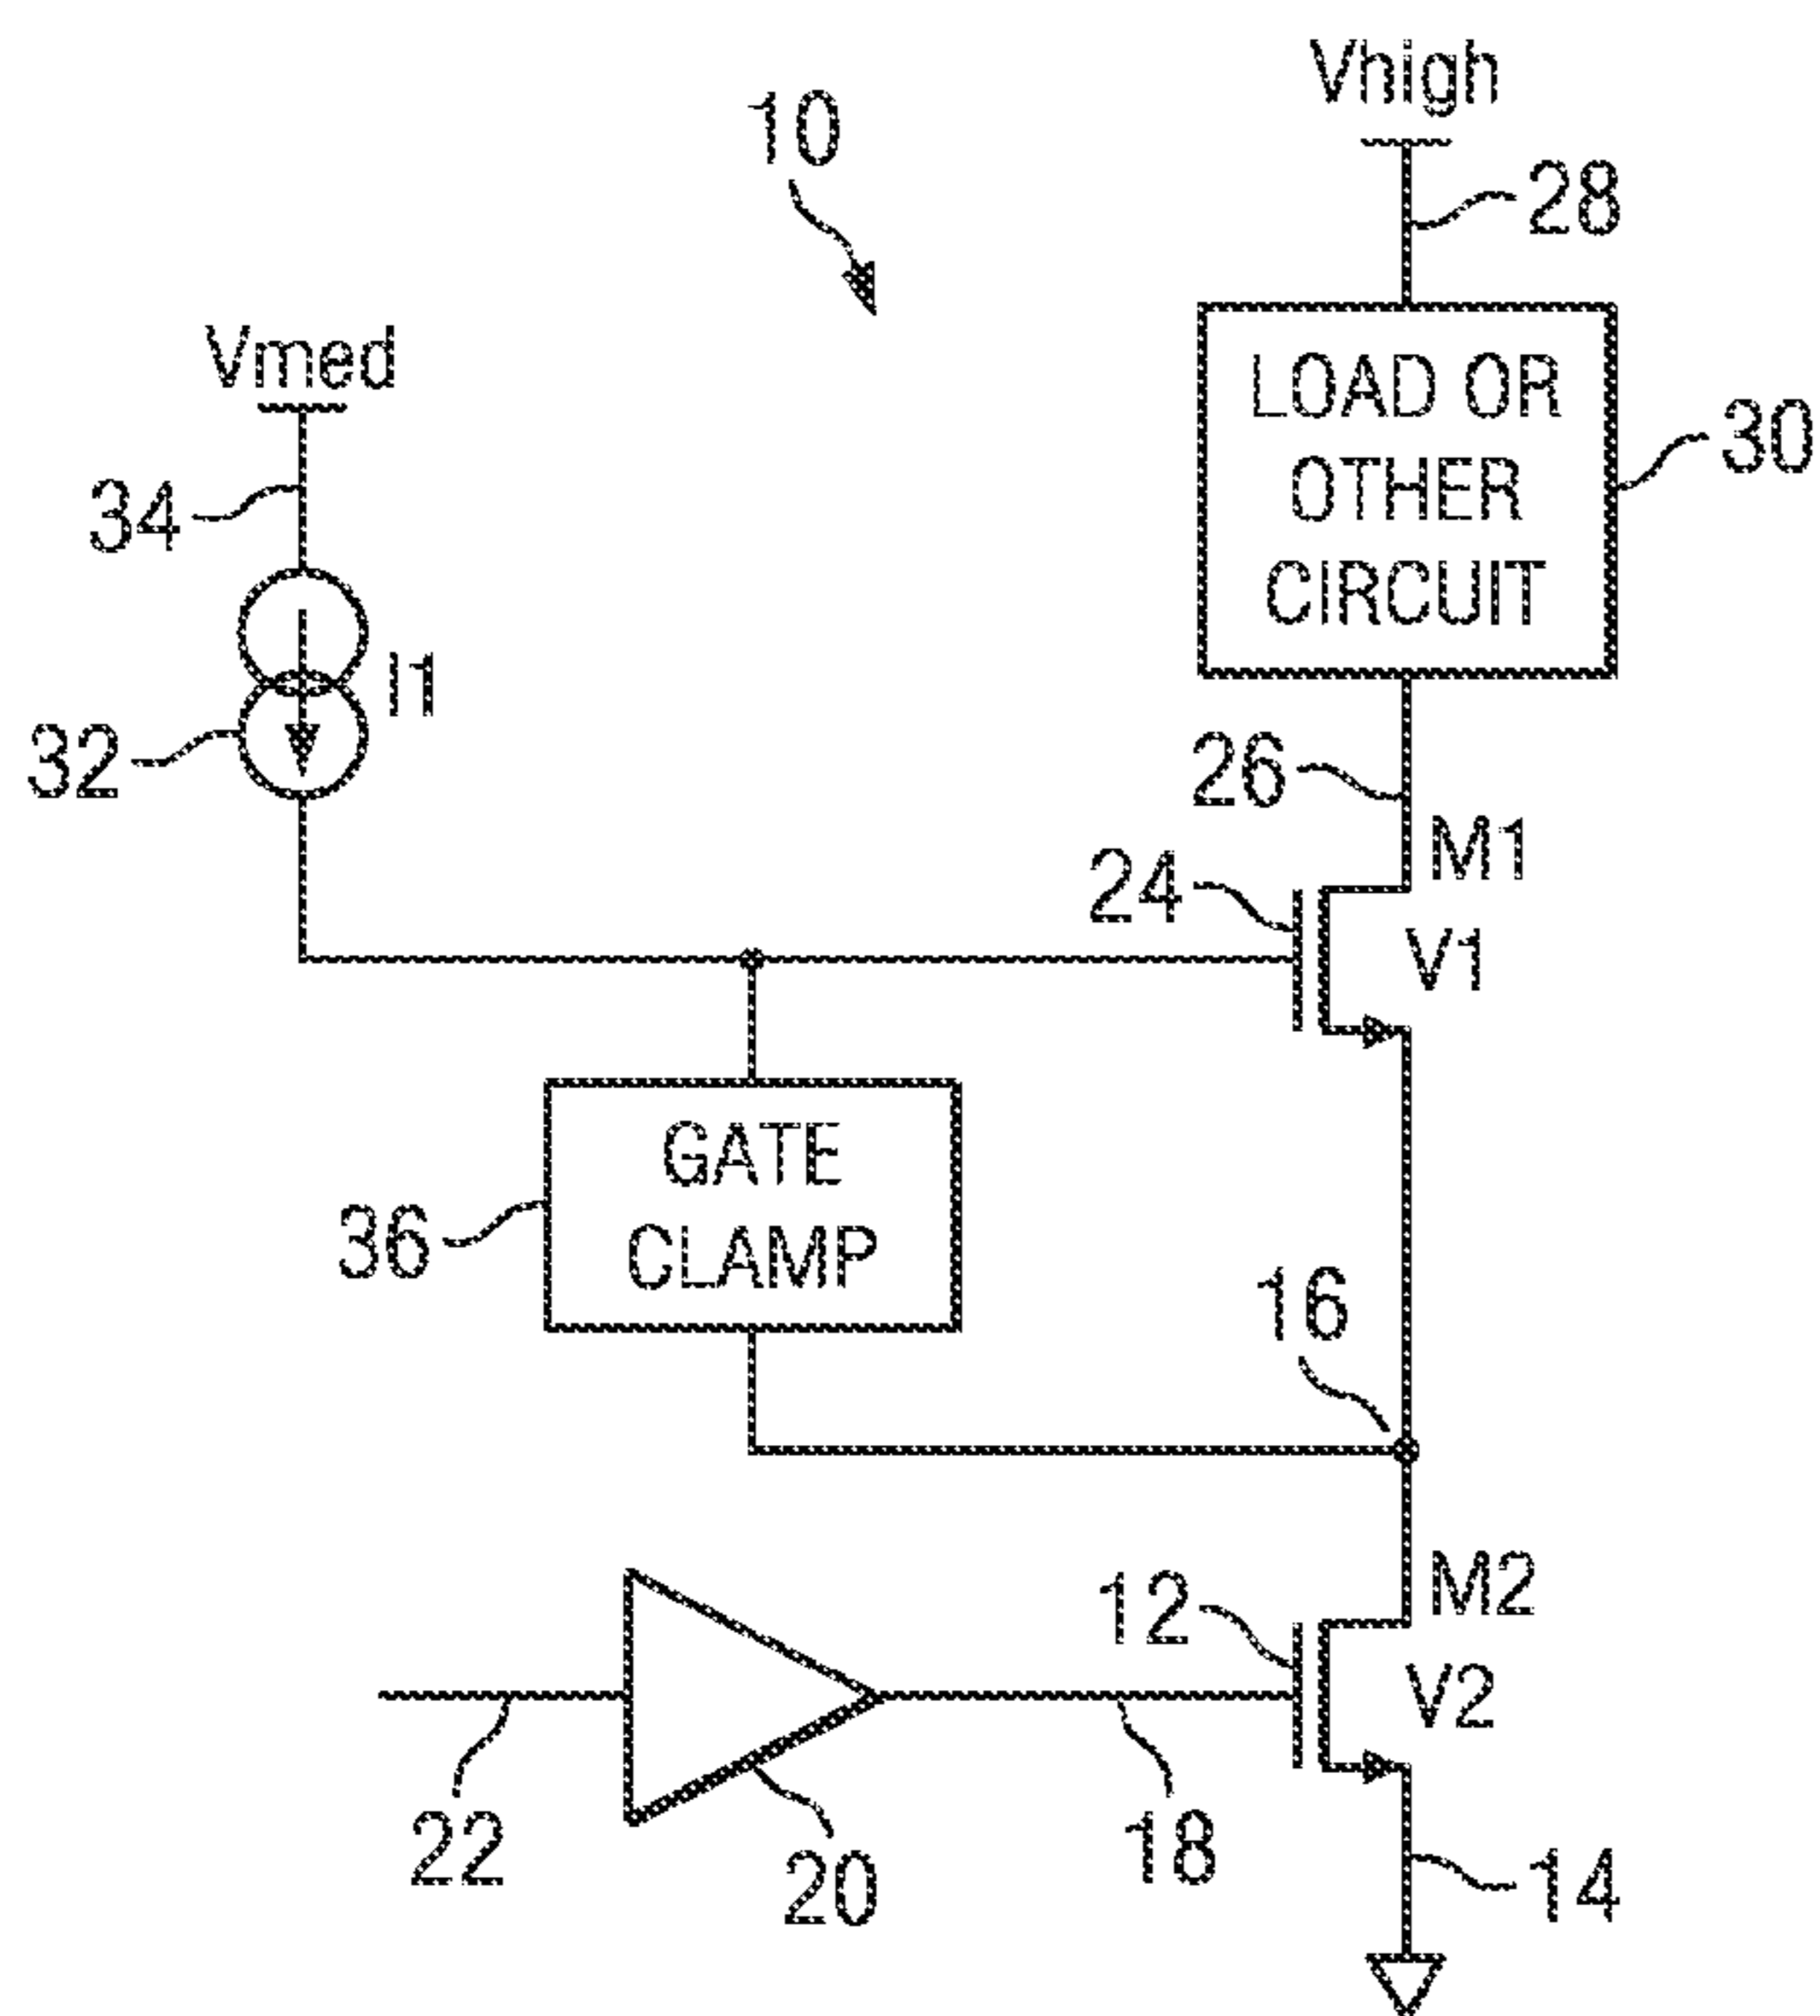 Vhigh
10
28
Vmed
LOAD OR
OTHER
CIRCUIT
30
34
I1
32
26
M1
24
V1
GATE
CLAMP
36
16
M2
12
V2
22
20
18
14